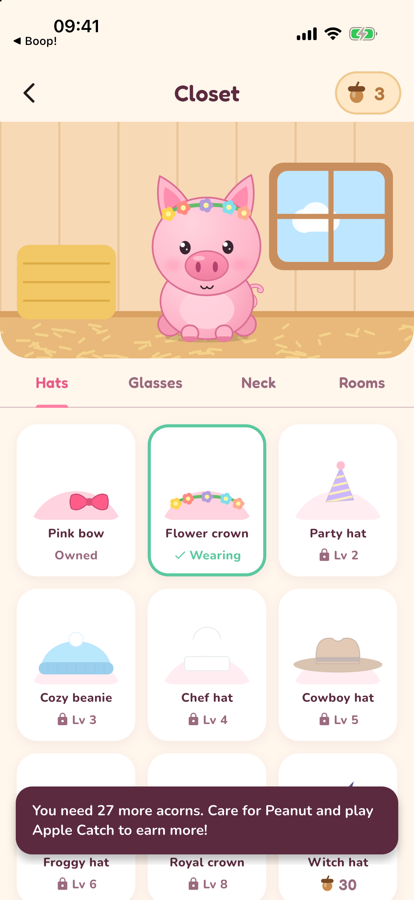 09:41
◀ Boop!
Closet
3
Hats Glasses Neck Rooms
Pink bow Flower crown Party hat
Owned ✓ Wearing Lv 2
Cozy beanie Chef hat Cowboy hat
Lv 3 Lv 4 Lv 5
You need 27 more acorns. Care for Peanut and play
Apple Catch to earn more!
Froggy hat Royal crown Witch hat
Lv 6 Lv 8 30